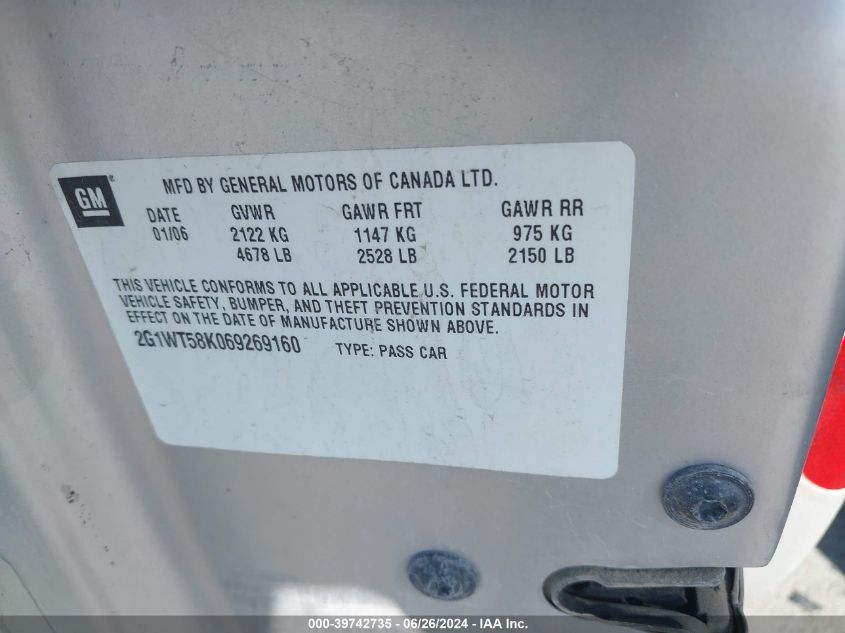 GM
MFD BY GENERAL MOTORS OF CANADA LTD.
DATE GVWR GAWR FRT GAWR RR
01/06 2122 KG 1147 KG 975 KG
4678 LB 2528 LB 2150 LB
THIS VEHICLE CONFORMS TO ALL APPLICABLE U.S. FEDERAL MOTOR
VEHICLE SAFETY, BUMPER, AND THEFT PREVENTION STANDARDS IN
EFFECT ON THE DATE OF MANUFACTURE SHOWN ABOVE.
2G1WT58K069269160 TYPE: PASS CAR
000-39742735 - 06/26/2024 - IAA Inc.